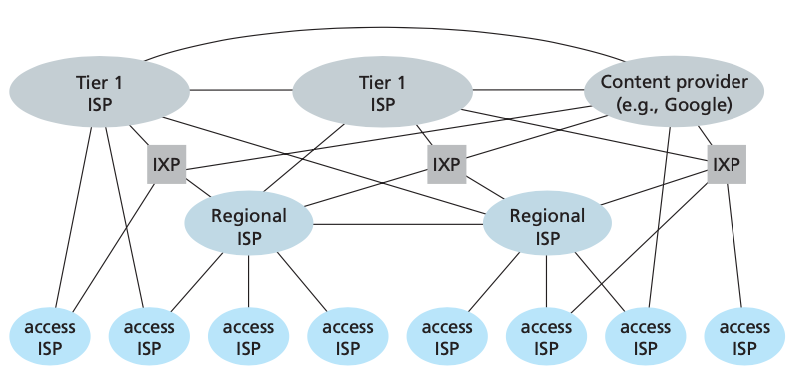 Tier 1
ISP
Tier 1
ISP
Content provider
(e.g., Google)
IXP
IXP
IXP
Regional
ISP
Regional
ISP
access
ISP
access
ISP
access
ISP
access
ISP
access
ISP
access
ISP
access
ISP
access
ISP